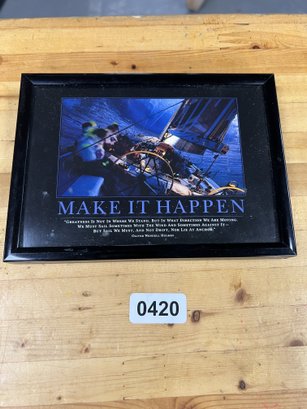 MAKE IT HAPPEN
"Greatness Is Not In Where We Stand, But In What Direction We Are Moving.
We Must Sail Sometimes With The Wind And Sometimes Against It —
But Sail We Must, And Not Drift, Nor Lie At Anchor."
Oliver Wendell Holmes
0420